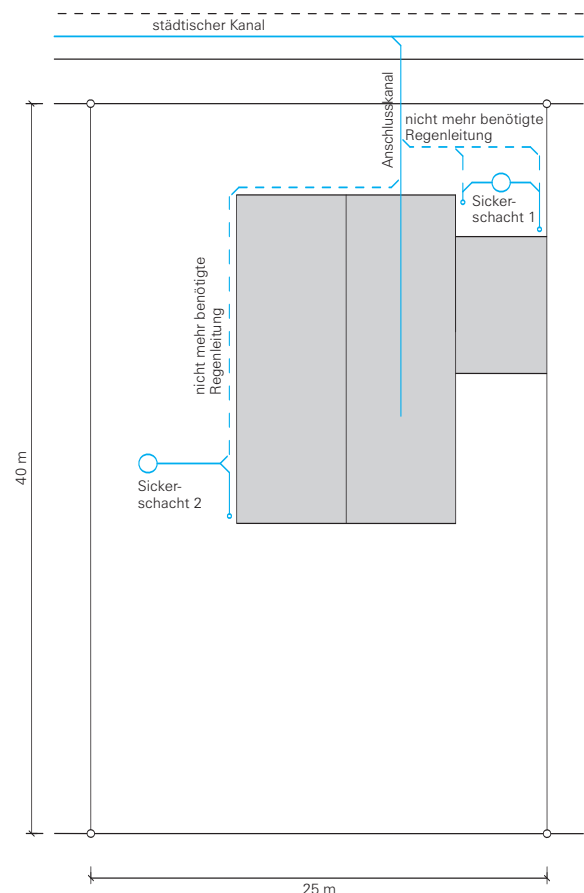 städtischer Kanal
Anschlusskanal
nicht mehr benötigte
Regenleitung
Sicker-
schacht 1
nicht mehr benötigte
Regenleitung
Sicker-
schacht 2
40 m
25 m